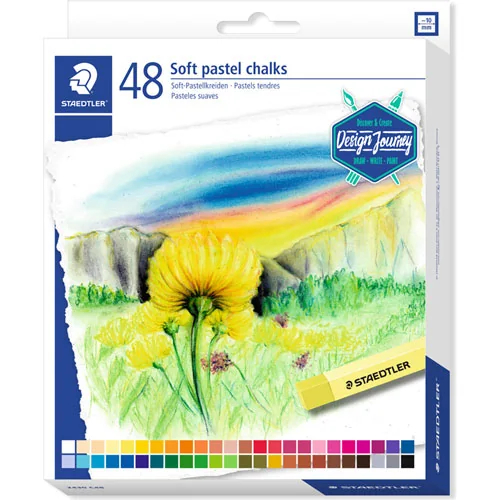 STAEDTLER
48 Soft pastel chalks
Soft-Pastellkreiden · Pastels tendres
Pasteles suaves
~10
mm
Discover & Create
Design Journey
DRAW · WRITE · PAINT
STAEDTLER
STAEDTLER